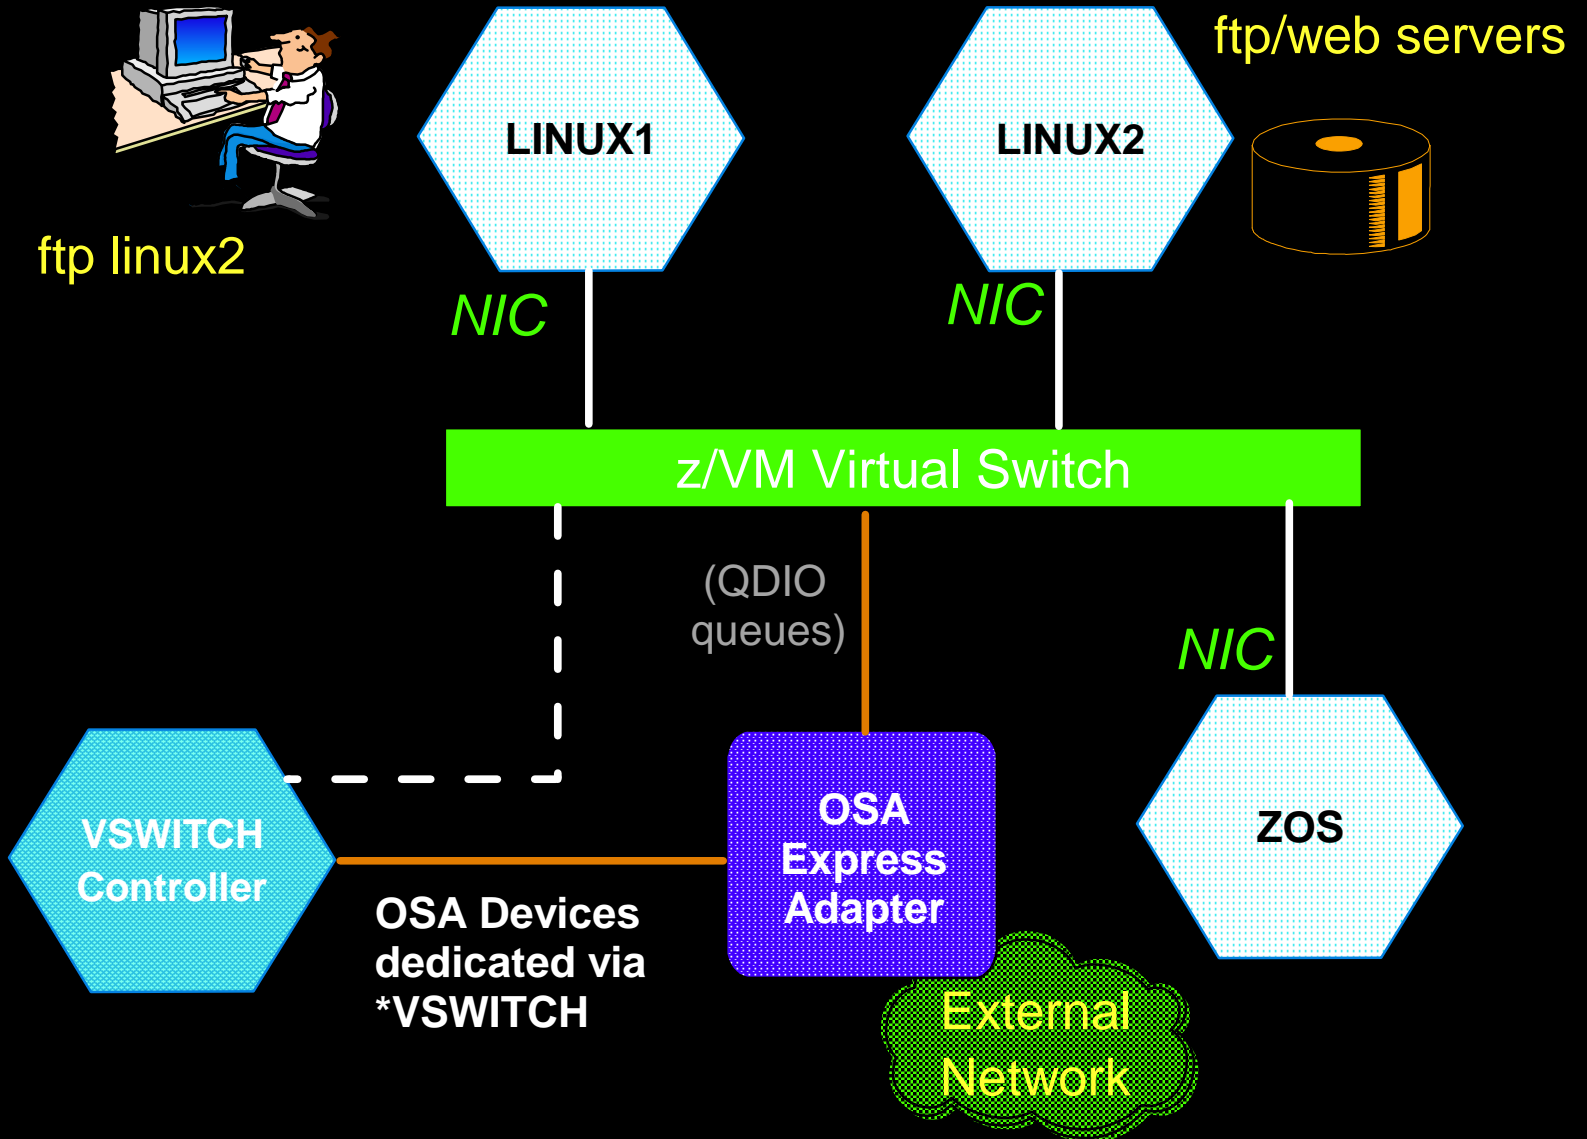 ftp/web servers
LINUX1
LINUX2
ftp linux2
NIC
NIC
z/VM Virtual Switch
(QDIO
queues)
NIC
VSWITCH
Controller
OSA
Express
Adapter
ZOS
OSA Devices
dedicated via
*VSWITCH
External
Network